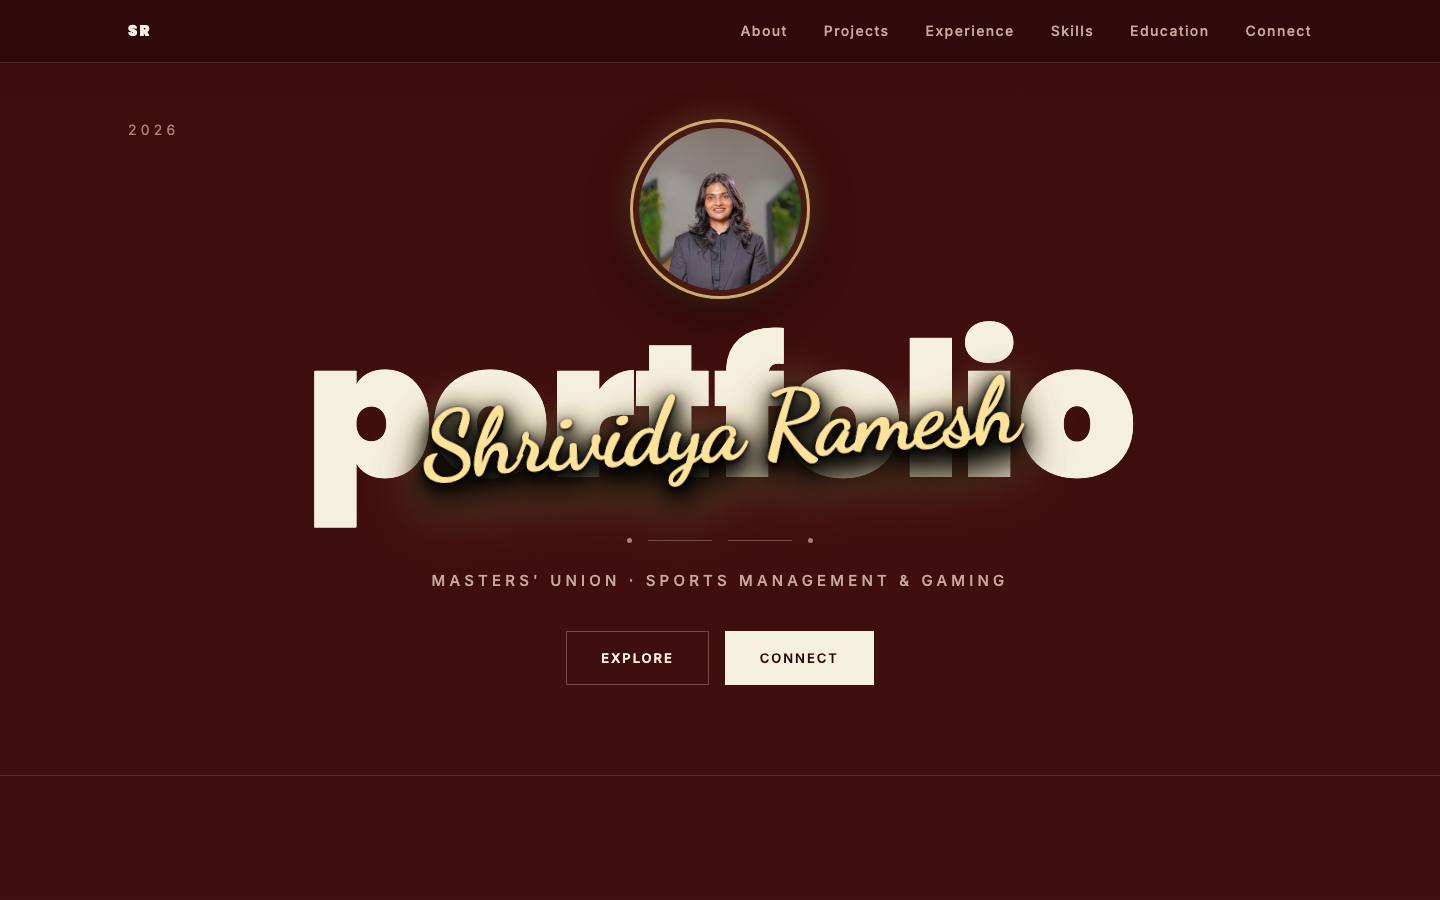 SR
About Projects Experience Skills Education Connect
2026
portfolio
Shrividya Ramesh
MASTERS' UNION · SPORTS MANAGEMENT & GAMING
EXPLORE CONNECT